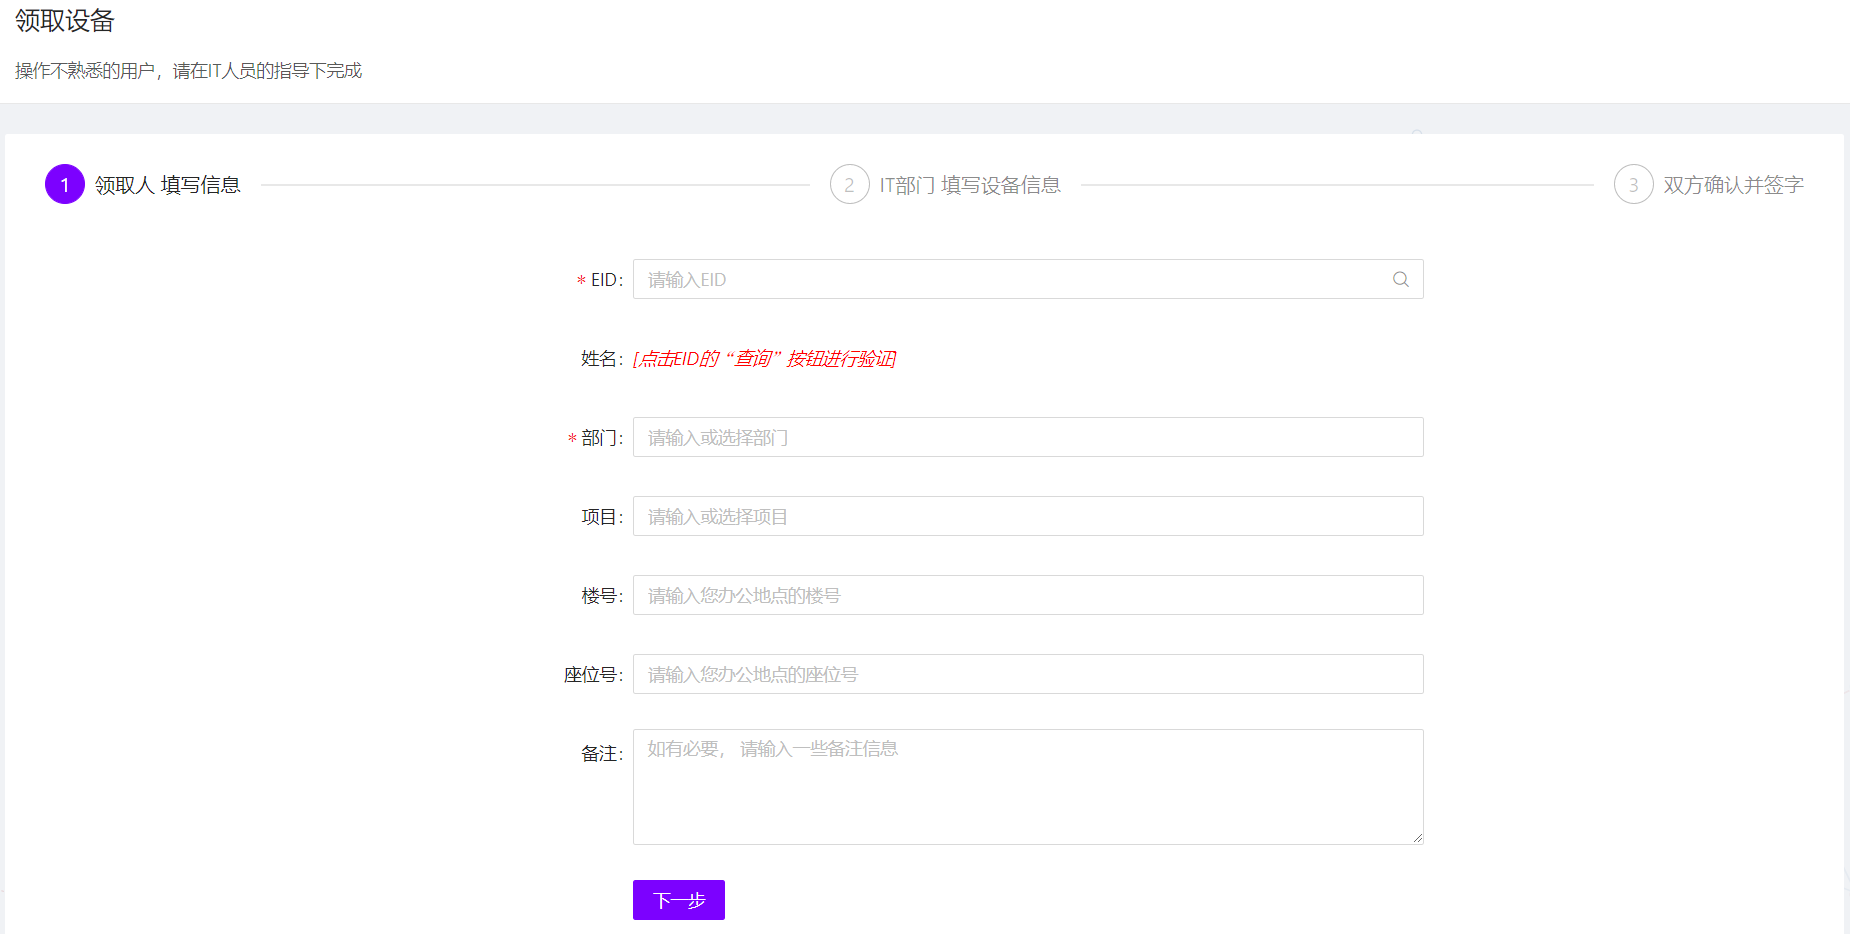 领取设备
操作不熟悉的用户，请在IT人员的指导下完成
1 领取人 填写信息
2 IT部门 填写设备信息
3 双方确认并签字
* EID: 请输入EID
姓名: [点击EID的“查询”按钮进行验证]
* 部门: 请输入或选择部门
项目: 请输入或选择项目
楼号: 请输入您办公地点的楼号
座位号: 请输入您办公地点的座位号
备注: 如有必要， 请输入一些备注信息
下一步